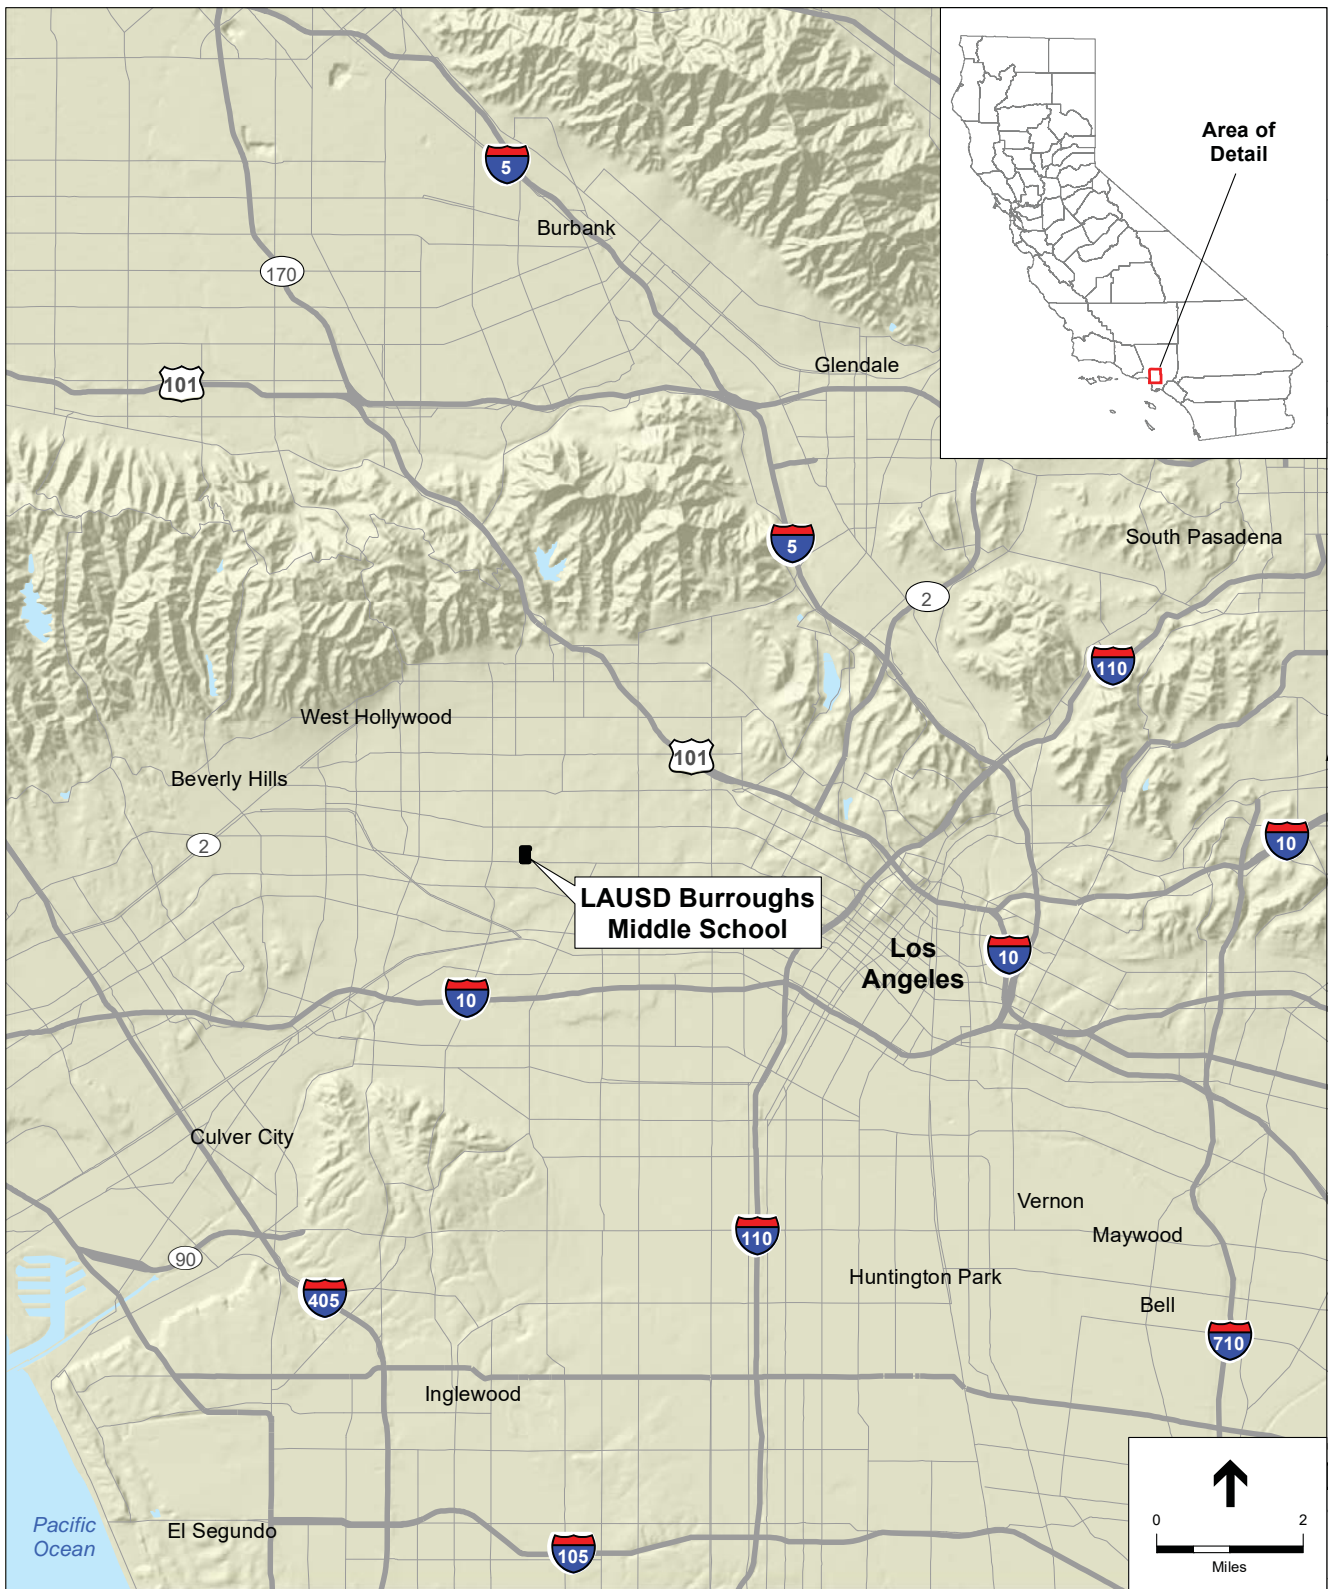 Area of
Detail
5
Burbank
170
101
Glendale
5
South Pasadena
2
110
West Hollywood
101
Beverly Hills
2
10
LAUSD Burroughs
Middle School
Los
Angeles
10
10
Culver City
Vernon
110
Maywood
90
Huntington Park
405
Bell
710
Inglewood
Pacific
Ocean
El Segundo
105
0 2
Miles